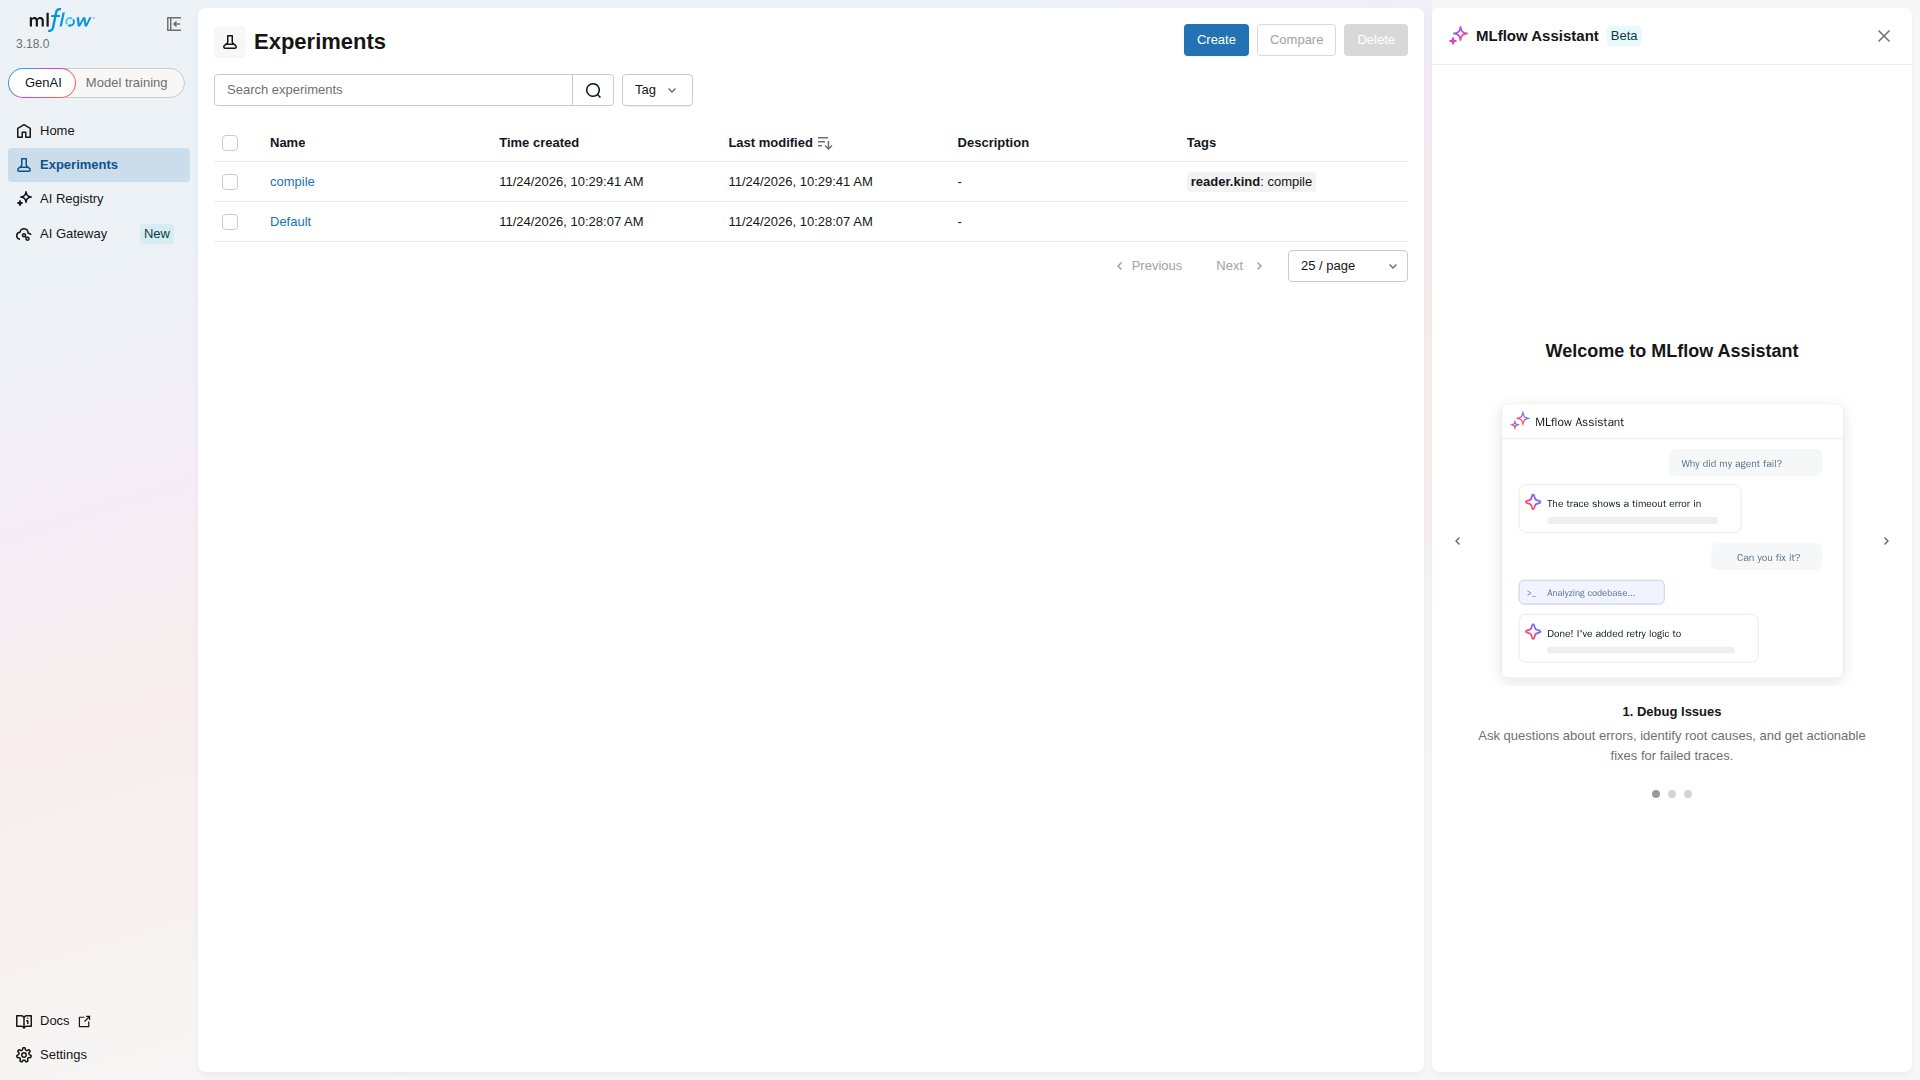 mlflow
3.18.0
GenAI Model training
Home
Experiments
AI Registry
AI Gateway New
Docs
Settings
Experiments
Create Compare Delete
Search experiments Tag
Name Time created Last modified Description Tags
compile 11/24/2026, 10:29:41 AM 11/24/2026, 10:29:41 AM - reader.kind: compile
Default 11/24/2026, 10:28:07 AM 11/24/2026, 10:28:07 AM -
Previous Next 25 / page
MLflow Assistant Beta
Welcome to MLflow Assistant
MLflow Assistant
Why did my agent fail?
The trace shows a timeout error in
Can you fix it?
>_ Analyzing codebase...
Done! I've added retry logic to
1. Debug Issues
Ask questions about errors, identify root causes, and get actionable
fixes for failed traces.